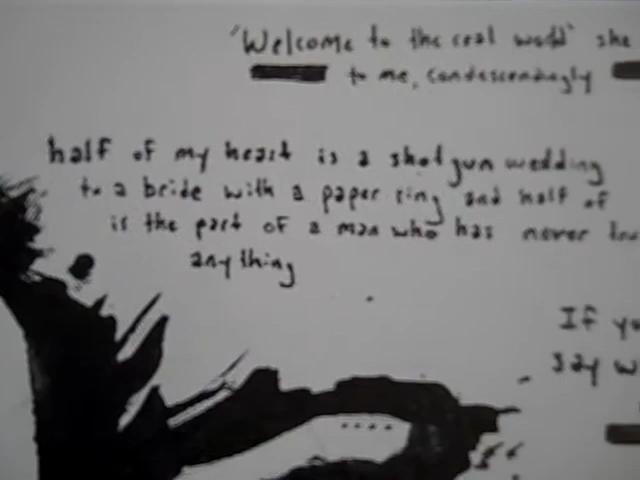 "Welcome to the real world" she
to me, condescendingly
half of my heart is a shotgun wedding
to a bride with a paper ring and half of
is the part of a man who has never
anything
If
say